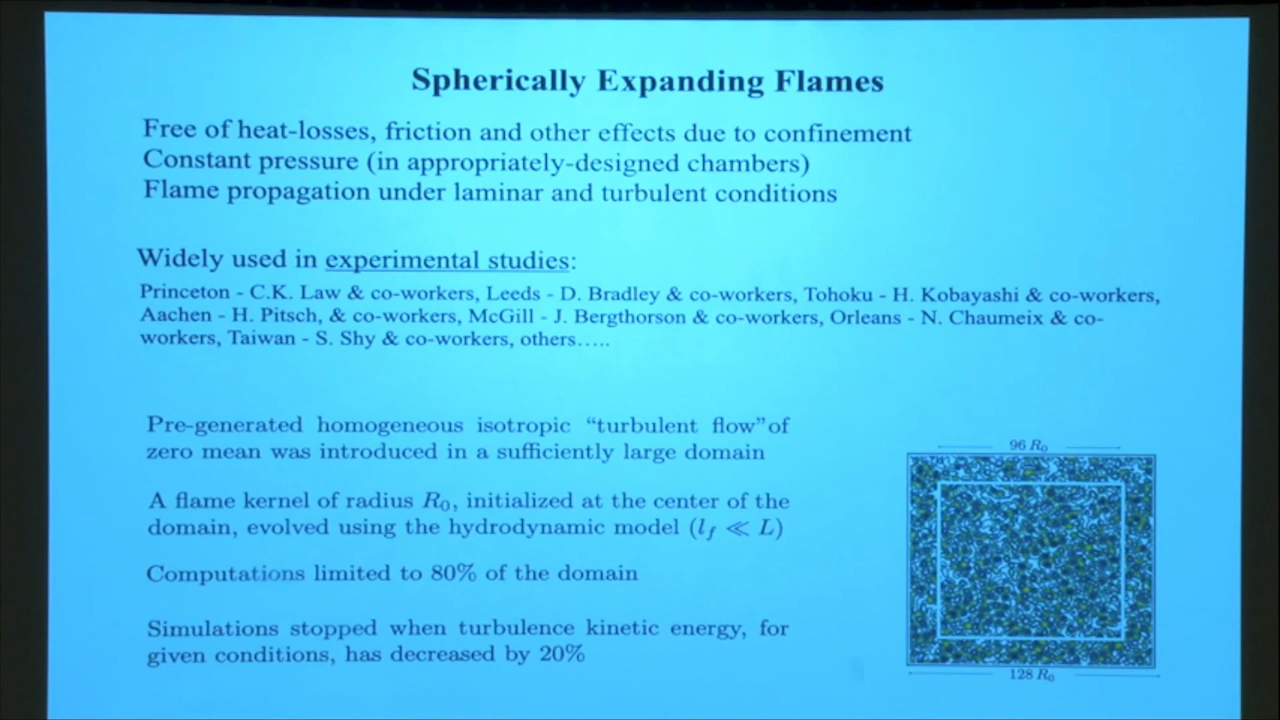 Spherically Expanding Flames
Free of heat-losses, friction and other effects due to confinement
Constant pressure (in appropriately-designed chambers)
Flame propagation under laminar and turbulent conditions
Widely used in experimental studies:
Princeton - C.K. Law & co-workers, Leeds - D. Bradley & co-workers, Tohoku - H. Kobayashi & co-workers,
Aachen - H. Pitsch, & co-workers, McGill - J. Bergthorson & co-workers, Orleans - N. Chaumeix & co-
workers, Taiwan - S. Shy & co-workers, others…..
Pre-generated homogeneous isotropic “turbulent flow”of
zero mean was introduced in a sufficiently large domain
A flame kernel of radius R₀, initialized at the center of the
domain, evolved using the hydrodynamic model (l_f ≪ L)
Computations limited to 80% of the domain
Simulations stopped when turbulence kinetic energy, for
given conditions, has decreased by 20%
96 R₀
128 R₀